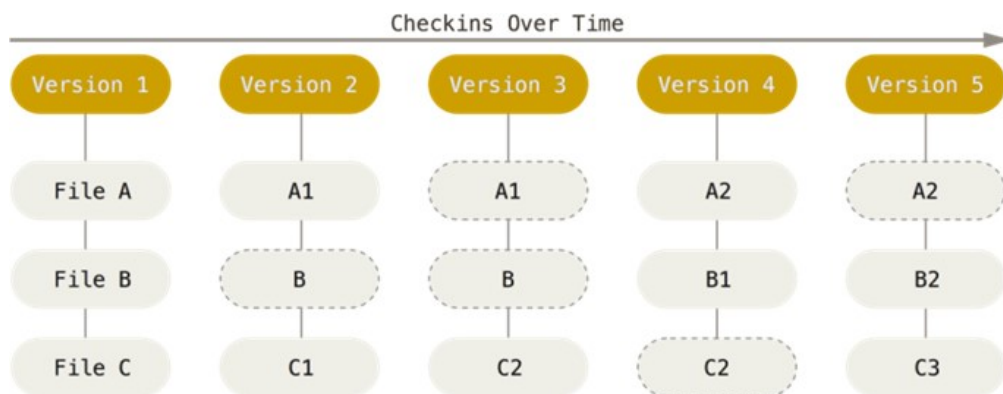 Checkins Over Time
Version 1 Version 2 Version 3 Version 4 Version 5
File A A1 A1 A2 A2
File B B B B1 B2
File C C1 C2 C2 C3